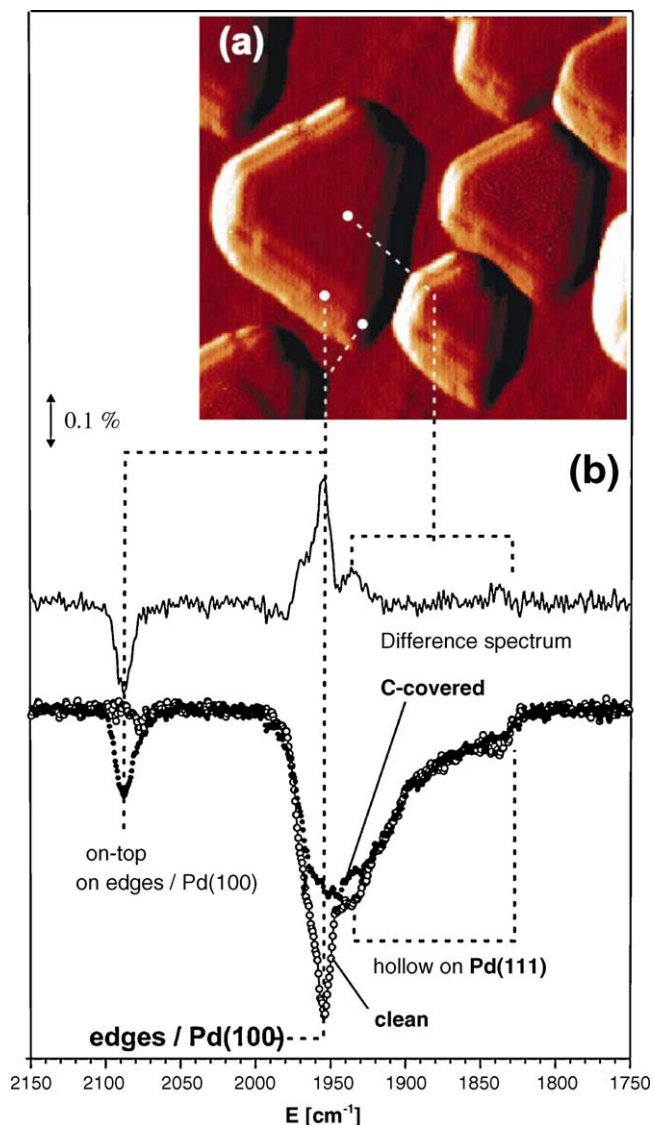 (a)
0.1 %
(b)
Difference spectrum
C-covered
on-top
on edges / Pd(100)
hollow on Pd(111)
clean
edges / Pd(100)
2150 2100 2050 2000 1950 1900 1850 1800 1750
E [cm⁻¹]